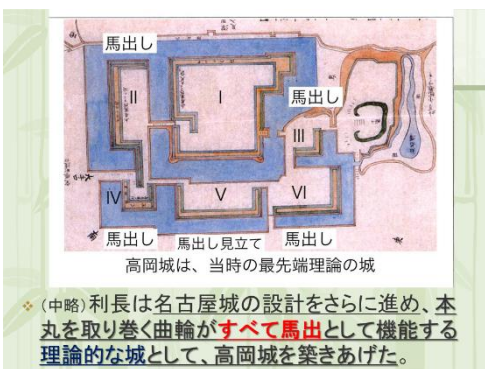 馬出し
II
I
馬出し
III
IV
V
VI
馬出し
馬出し見立て
馬出し
高岡城は、当時の最先端理論の城
(中略)利長は名古屋城の設計をさらに進め、本
丸を取り巻く曲輪がすべて馬出として機能する
理論的な城として、高岡城を築きあげた。